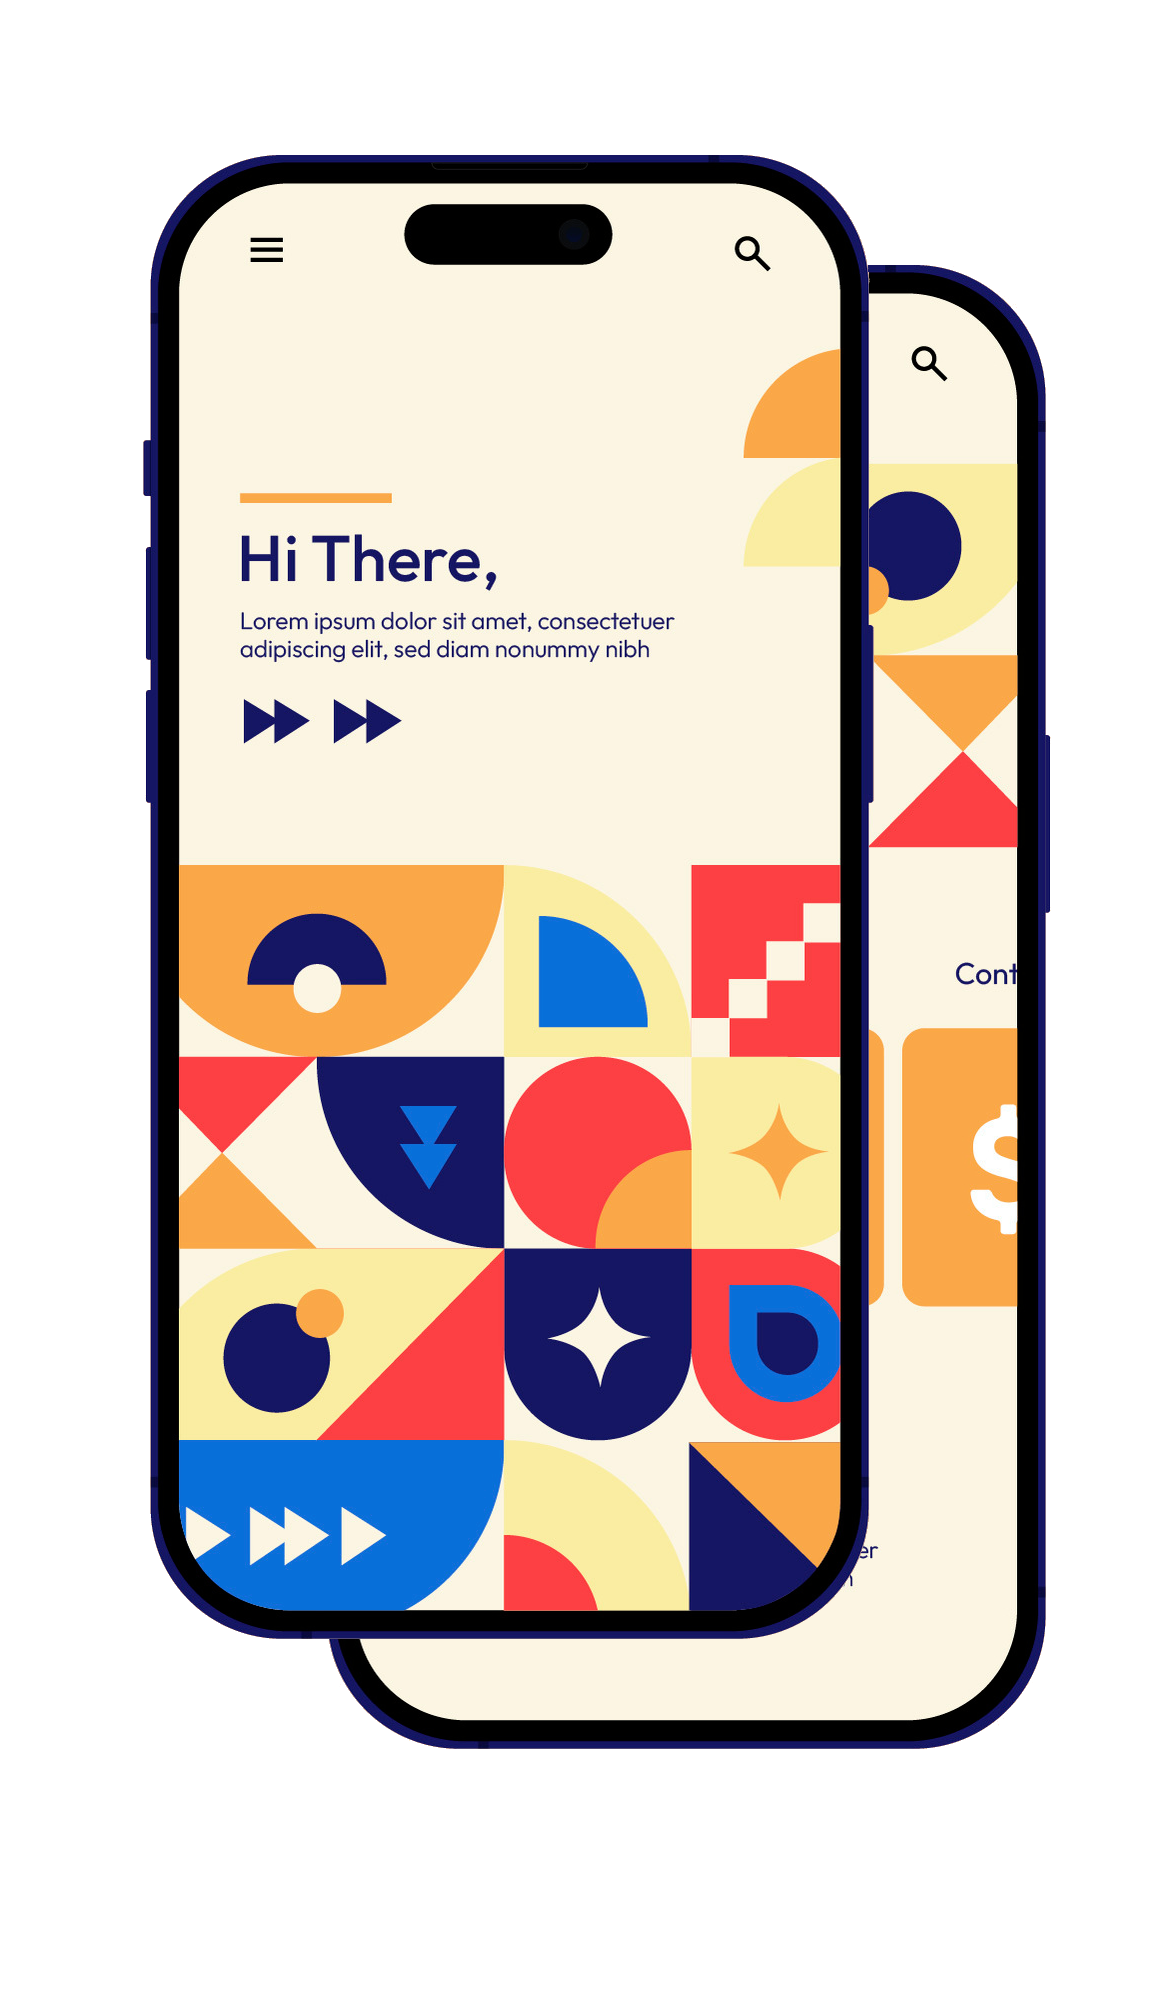 Hi There,
Lorem ipsum dolor sit amet, consectetuer
adipiscing elit, sed diam nonummy nibh
Cont
$
er